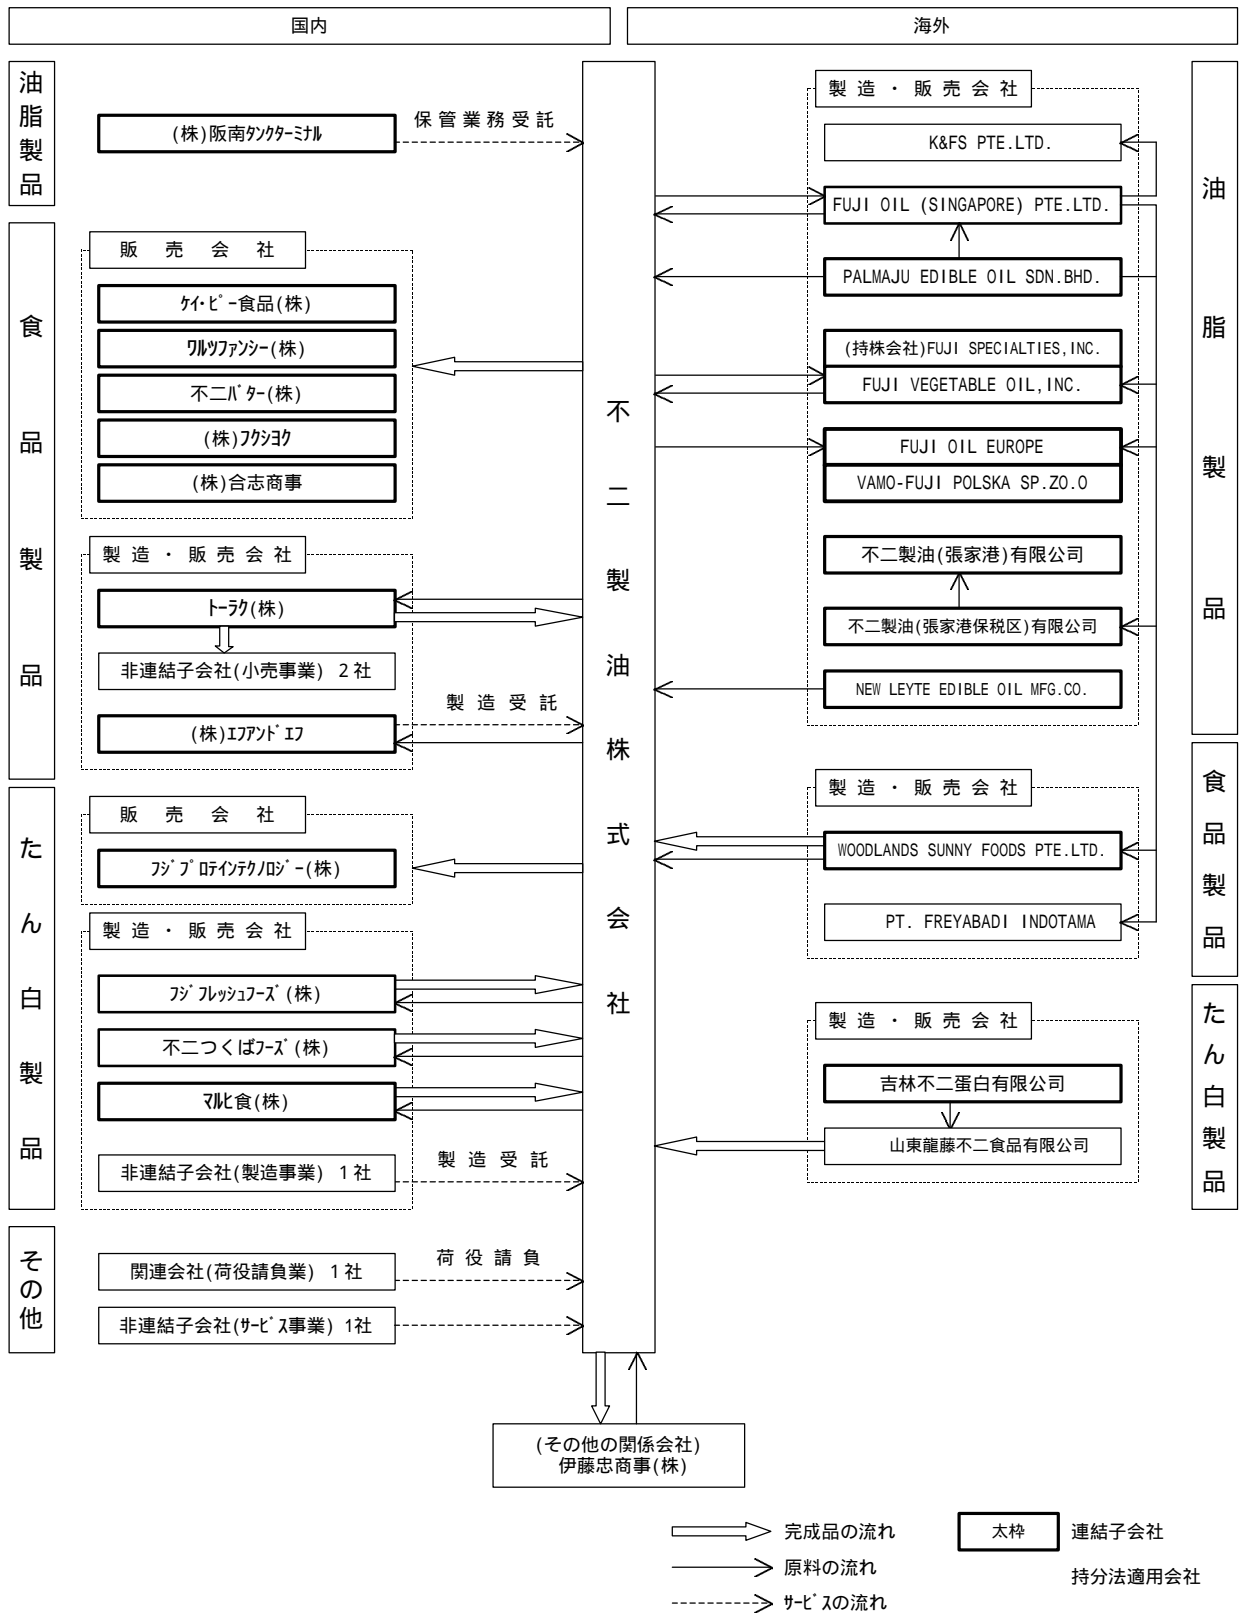 国内
海外
油脂製品
(株)阪南ﾀﾝｸﾀｰﾐﾅﾙ
保管業務受託
食品製品
販売会社
ｹｲ･ﾋﾟｰ食品(株)
ﾜﾙﾂﾌｧﾝｼｰ(株)
不二ﾊﾞﾀｰ(株)
(株)ﾌｸｼﾖｸ
(株)合志商事
製造・販売会社
ﾄｰﾗｸ(株)
非連結子会社(小売事業) 2社
製造受託
(株)ｴﾌｱﾝﾄﾞｴﾌ
たん白製品
販売会社
ﾌｼﾞﾌﾟﾛﾃｲﾝﾃｸﾉﾛｼﾞｰ(株)
製造・販売会社
ﾌｼﾞﾌﾚｯｼｭﾌｰｽﾞ(株)
不二つくばﾌｰｽﾞ(株)
ﾏﾙﾋ食(株)
製造受託
非連結子会社(製造事業) 1社
その他
荷役請負
関連会社(荷役請負業) 1社
非連結子会社(ｻｰﾋﾞｽ事業) 1社
不二製油株式会社
油脂製品
製造・販売会社
K&FS PTE.LTD.
FUJI OIL (SINGAPORE) PTE.LTD.
PALMAJU EDIBLE OIL SDN.BHD.
(持株会社)FUJI SPECIALTIES,INC.
FUJI VEGETABLE OIL,INC.
FUJI OIL EUROPE
VAMO-FUJI POLSKA SP.ZO.O
不二製油(張家港)有限公司
不二製油(張家港保税区)有限公司
NEW LEYTE EDIBLE OIL MFG.CO.
食品製品
製造・販売会社
WOODLANDS SUNNY FOODS PTE.LTD.
PT. FREYABADI INDOTAMA
たん白製品
製造・販売会社
吉林不二蛋白有限公司
山東龍藤不二食品有限公司
(その他の関係会社)
伊藤忠商事(株)
完成品の流れ
太枠
連結子会社
原料の流れ
持分法適用会社
ｻｰﾋﾞｽの流れ